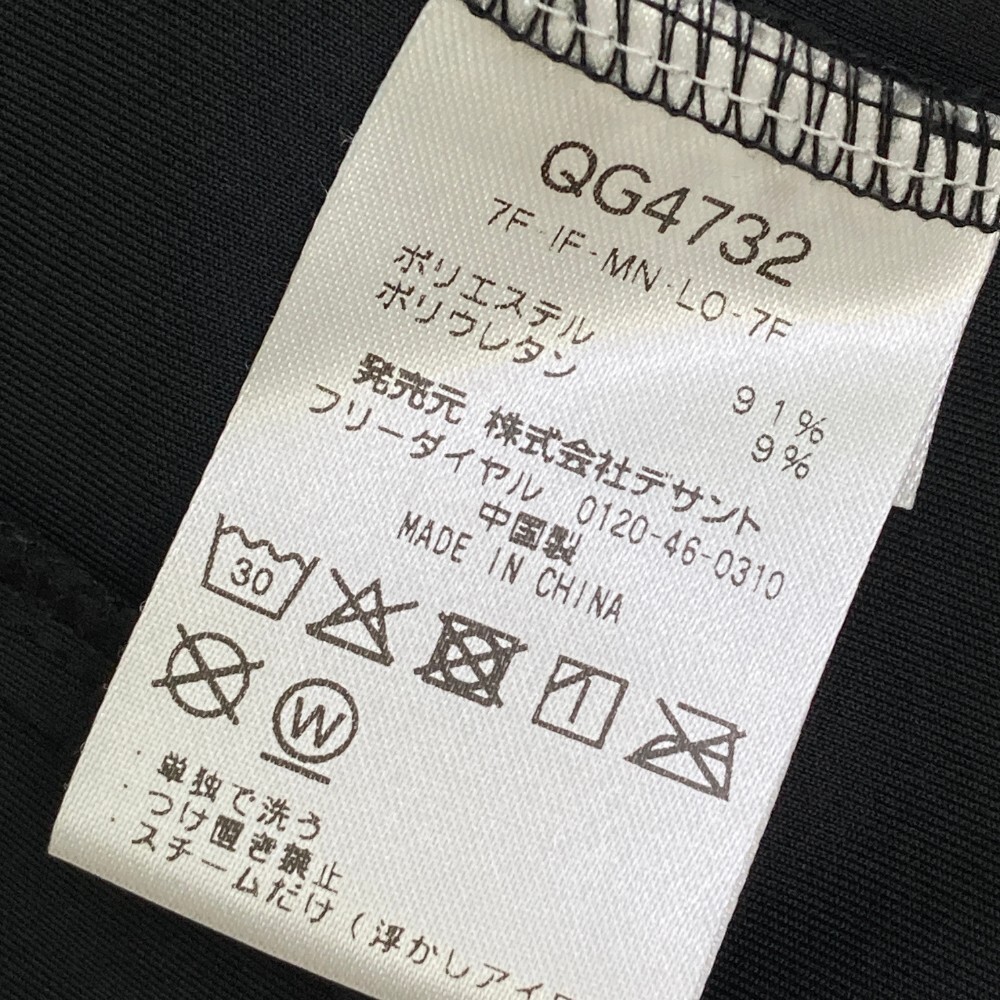 QG4732
7F-IF-MN-LO-7F
ポリエステル 91%
ポリウレタン 9%
発売元 株式会社デサント
フリーダイヤル 0120-46-0310
中国製
MADE IN CHINA
30
W
・単独で洗う
・つけ置き禁止
・スチームだけ(浮かしアイ